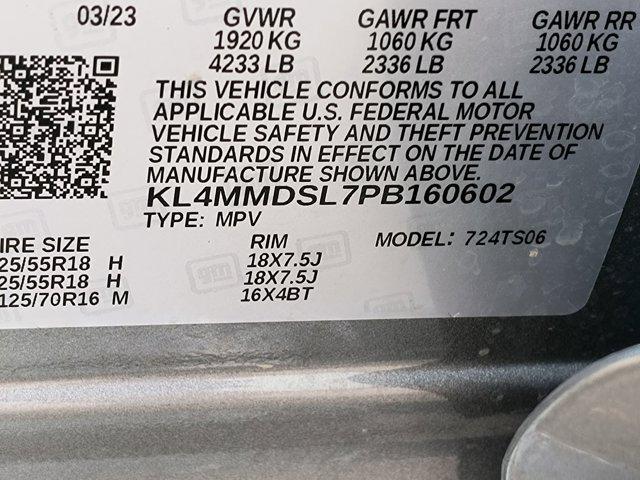 03/23 GVWR GAWR FRT GAWR RR
1920 KG 1060 KG 1060 KG
4233 LB 2336 LB 2336 LB
THIS VEHICLE CONFORMS TO ALL
APPLICABLE U.S. FEDERAL MOTOR
VEHICLE SAFETY AND THEFT PREVENTION
STANDARDS IN EFFECT ON THE DATE OF
MANUFACTURE SHOWN ABOVE.
KL4MMDSL7PB160602
TYPE: MPV
IRE SIZE RIM MODEL: 724TS06
25/55R18 H 18X7.5J
25/55R18 H 18X7.5J
125/70R16 M 16X4BT